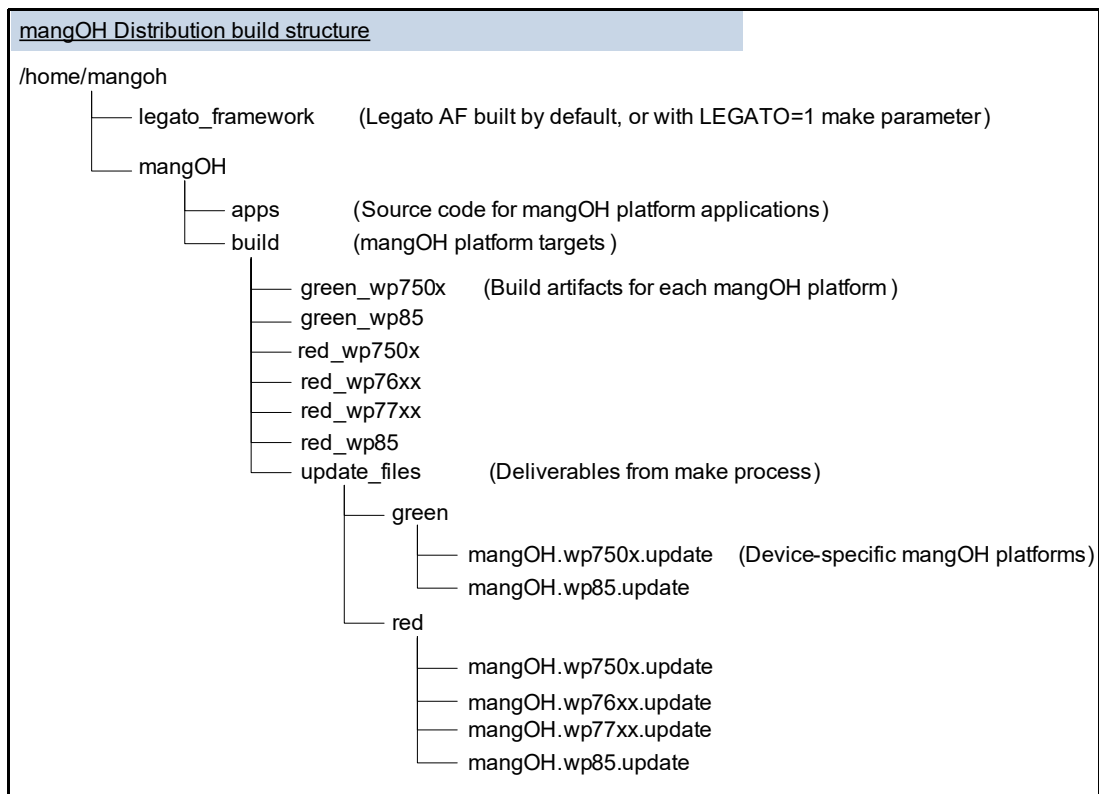 mangOH Distribution build structure
/home/mangoh
legato_framework (Legato AF built by default, or with LEGATO=1 make parameter)
mangOH
apps (Source code for mangOH platform applications)
build (mangOH platform targets)
green_wp750x (Build artifacts for each mangOH platform)
green_wp85
red_wp750x
red_wp76xx
red_wp77xx
red_wp85
update_files (Deliverables from make process)
green
mangOH.wp750x.update (Device-specific mangOH platforms)
mangOH.wp85.update
red
mangOH.wp750x.update
mangOH.wp76xx.update
mangOH.wp77xx.update
mangOH.wp85.update